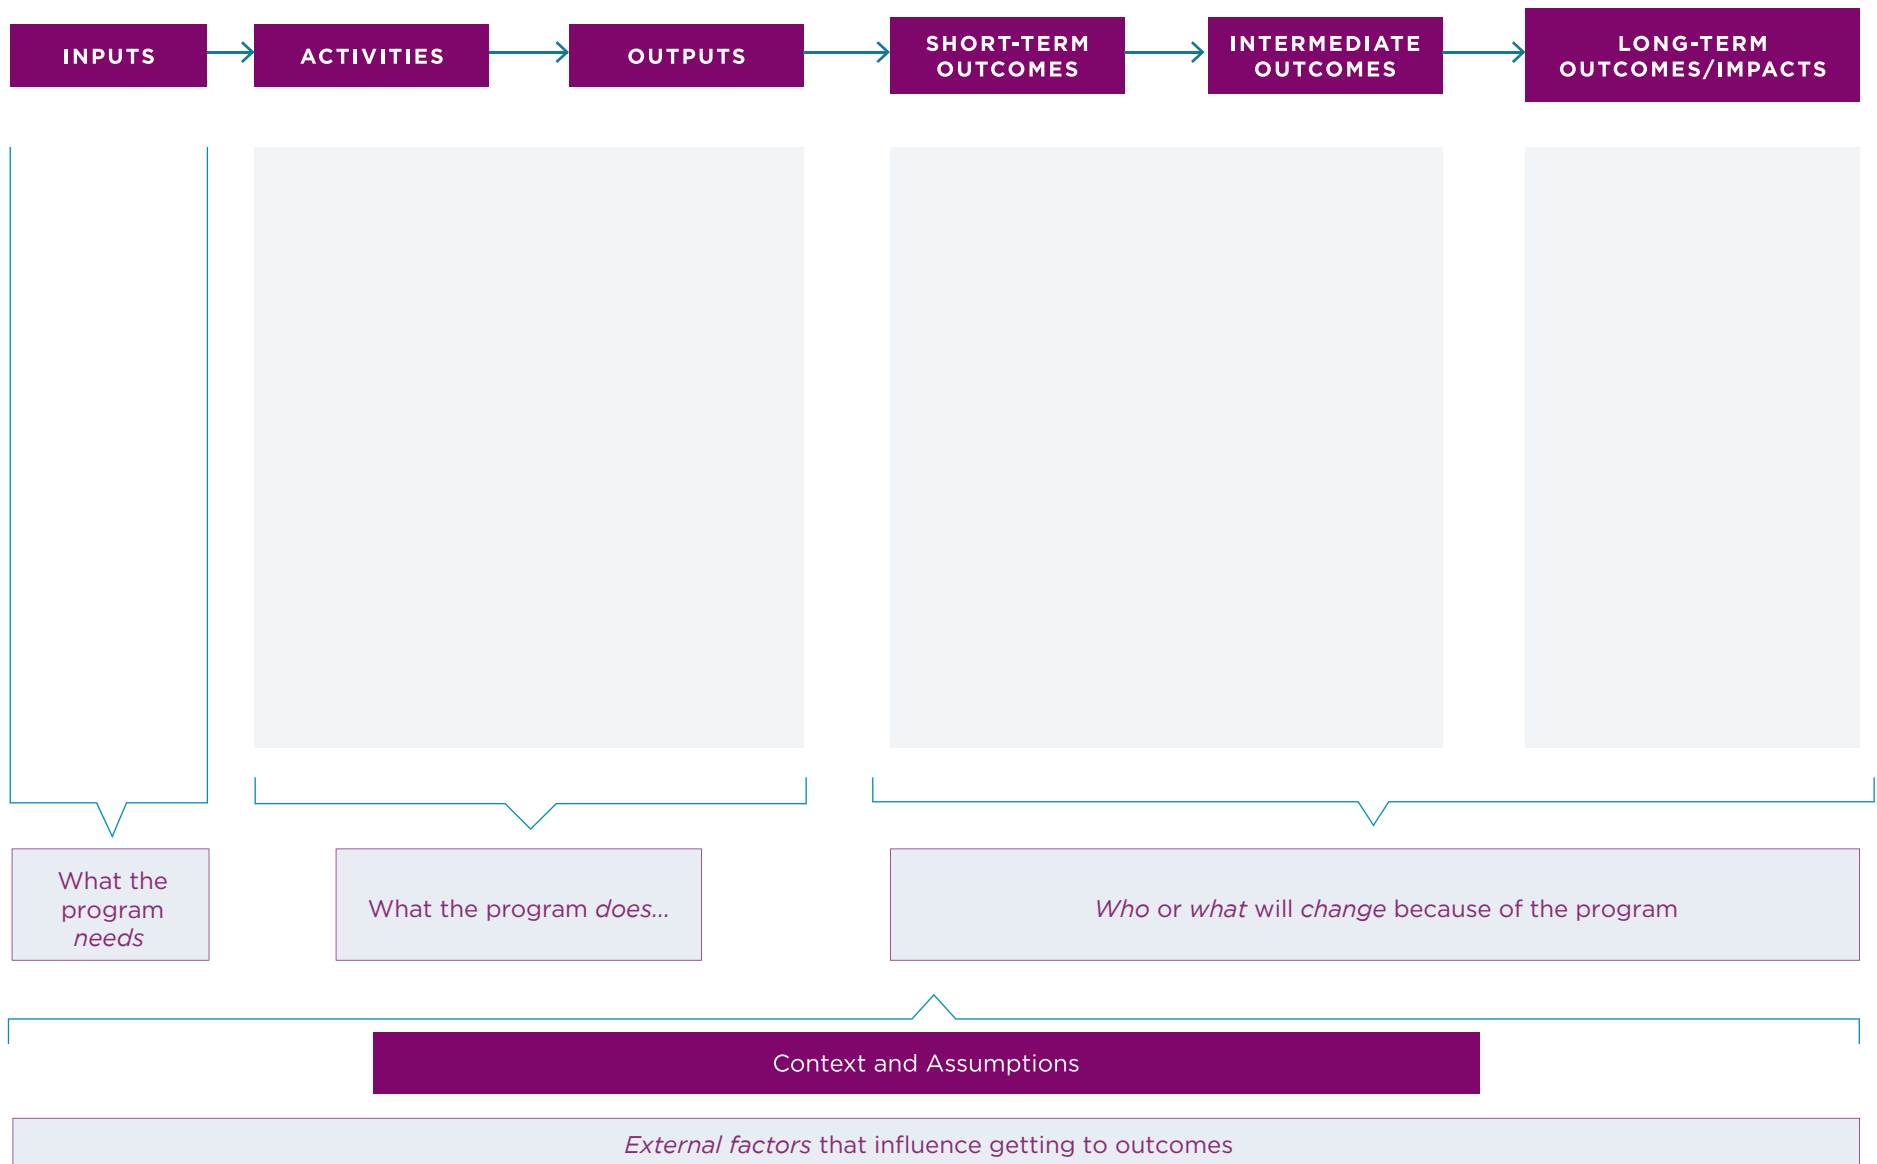 INPUTS
ACTIVITIES
OUTPUTS
SHORT-TERM
OUTCOMES
INTERMEDIATE
OUTCOMES
LONG-TERM
OUTCOMES/IMPACTS
What the
program
needs
What the program does...
Who or what will change because of the program
Context and Assumptions
External factors that influence getting to outcomes